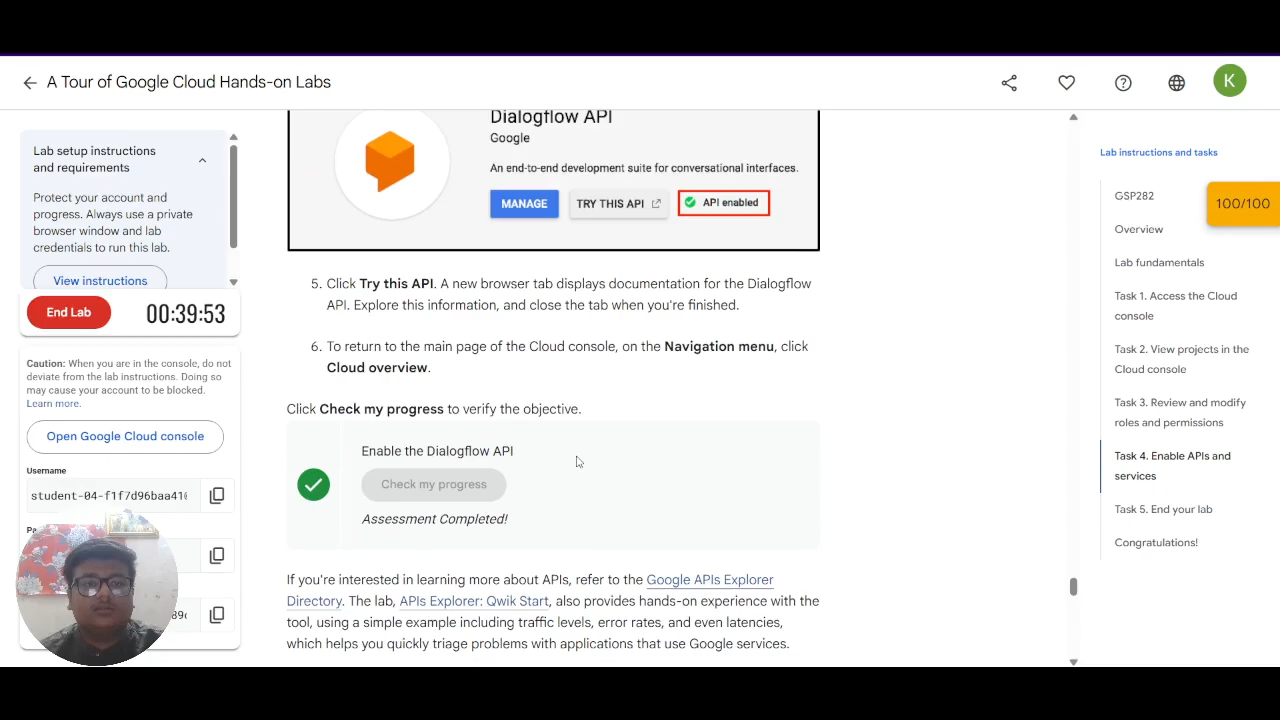 A Tour of Google Cloud Hands-on Labs
K
Lab setup instructions
and requirements
Protect your account and
progress. Always use a private
browser window and lab
credentials to run this lab.
View instructions
End Lab
00:39:53
Caution: When you are in the console, do not
deviate from the lab instructions. Doing so
may cause your account to be blocked.
Learn more.
Open Google Cloud console
Username
student-04-f1f7d96baa41
Dialogflow API
Google
An end-to-end development suite for conversational interfaces.
MANAGE
TRY THIS API
API enabled
5. Click Try this API. A new browser tab displays documentation for the Dialogflow
API. Explore this information, and close the tab when you're finished.
6. To return to the main page of the Cloud console, on the Navigation menu, click
Cloud overview.
Click Check my progress to verify the objective.
Enable the Dialogflow API
Check my progress
Assessment Completed!
If you're interested in learning more about APIs, refer to the Google APIs Explorer
Directory. The lab, APIs Explorer: Qwik Start, also provides hands-on experience with the
tool, using a simple example including traffic levels, error rates, and even latencies,
which helps you quickly triage problems with applications that use Google services.
Lab instructions and tasks
GSP282
100/100
Overview
Lab fundamentals
Task 1. Access the Cloud
console
Task 2. View projects in the
Cloud console
Task 3. Review and modify
roles and permissions
Task 4. Enable APIs and
services
Task 5. End your lab
Congratulations!